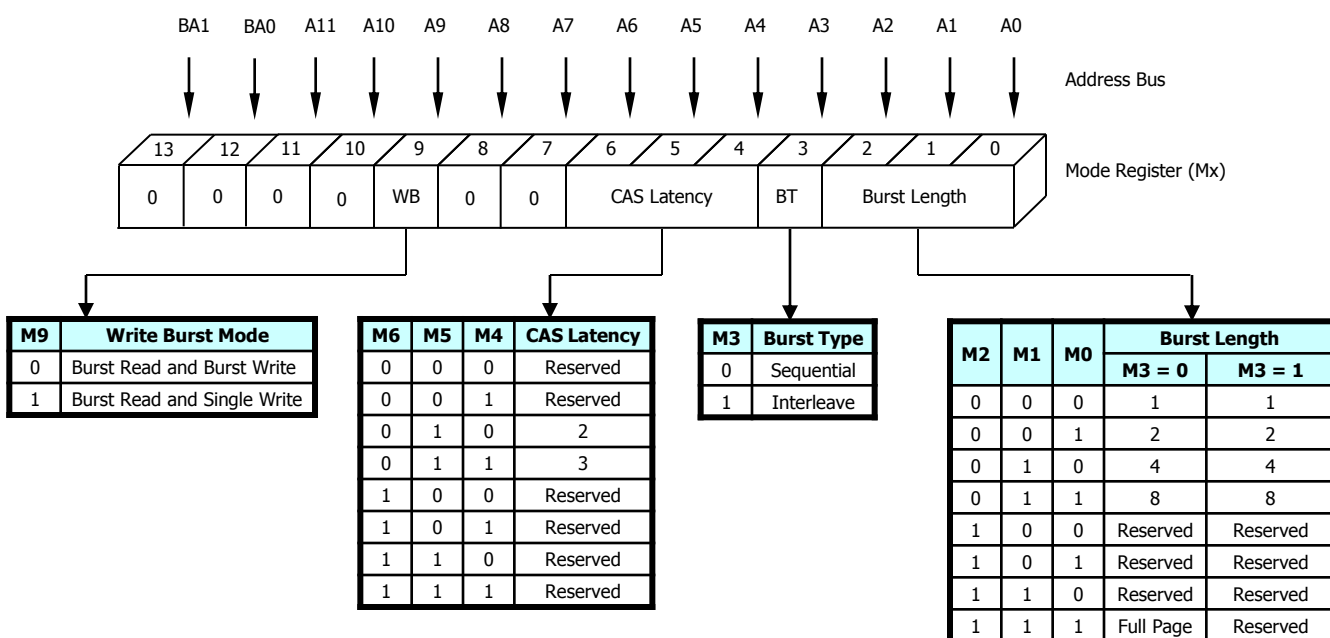 BA1 BA0 A11 A10 A9 A8 A7 A6 A5 A4 A3 A2 A1 A0
Address Bus
13 12 11 10 9 8 7 6 5 4 3 2 1 0
Mode Register (Mx)
0 0 0 0 WB 0 0 CAS Latency BT Burst Length
M9 Write Burst Mode
0 Burst Read and Burst Write
1 Burst Read and Single Write
M6 M5 M4 CAS Latency
0 0 0 Reserved
0 0 1 Reserved
0 1 0 2
0 1 1 3
1 0 0 Reserved
1 0 1 Reserved
1 1 0 Reserved
1 1 1 Reserved
M3 Burst Type
0 Sequential
1 Interleave
M2 M1 M0 Burst Length
M3 = 0 M3 = 1
0 0 0 1 1
0 0 1 2 2
0 1 0 4 4
0 1 1 8 8
1 0 0 Reserved Reserved
1 0 1 Reserved Reserved
1 1 0 Reserved Reserved
1 1 1 Full Page Reserved